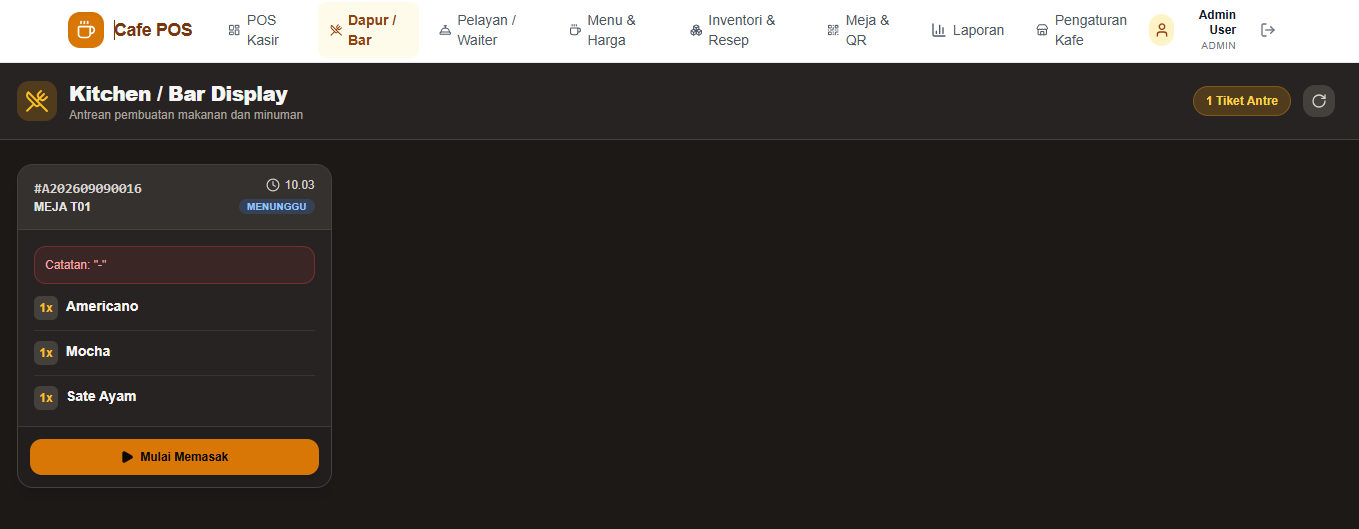 Cafe POS
POS
Kasir
Dapur /
Bar
Pelayan /
Waiter
Menu &
Harga
Inventori &
Resep
Meja &
QR
Laporan
Pengaturan
Kafe
Admin
User
ADMIN
Kitchen / Bar Display
Antrean pembuatan makanan dan minuman
1 Tiket Antre
#A202609090016
10.03
MEJA T01
MENUNGGU
Catatan: "-"
1x Americano
1x Mocha
1x Sate Ayam
Mulai Memasak